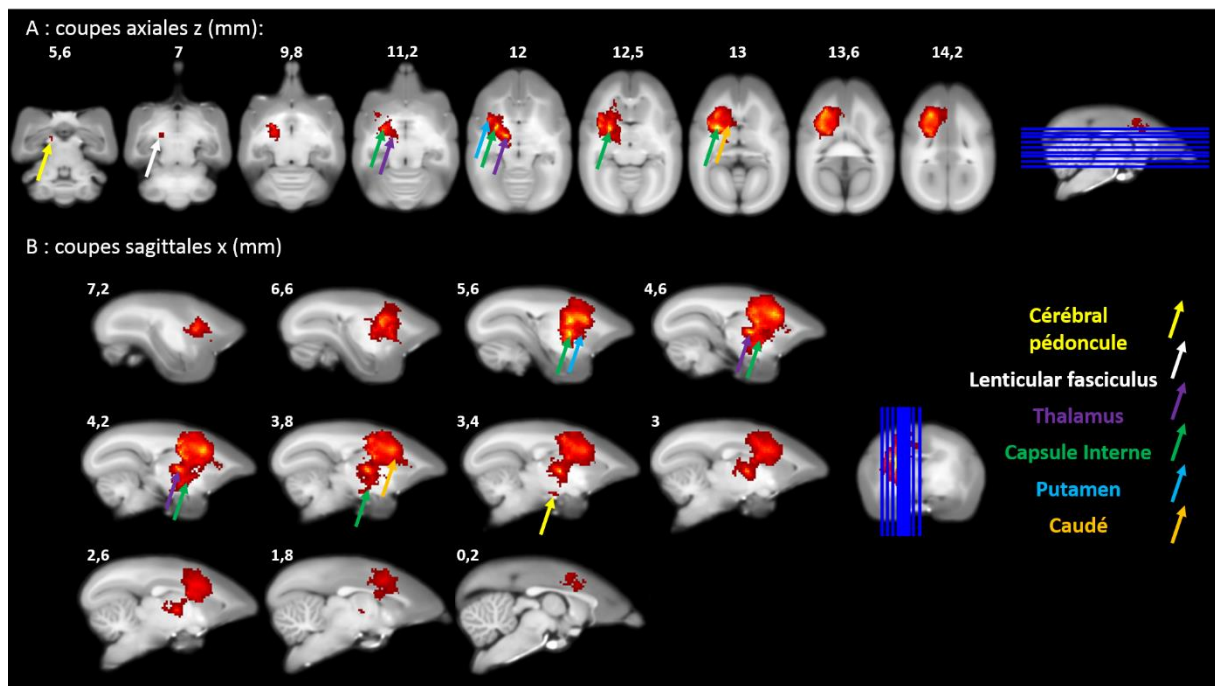 A : coupes axiales z (mm):
5,6 7 9,8 11,2 12 12,5 13 13,6 14,2
B : coupes sagittales x (mm)
7,2 6,6 5,6 4,6
Cérébral
pédoncule
Lenticular fasciculus
Thalamus
4,2 3,8 3,4 3
Capsule Interne
Putamen
Caudé
2,6 1,8 0,2